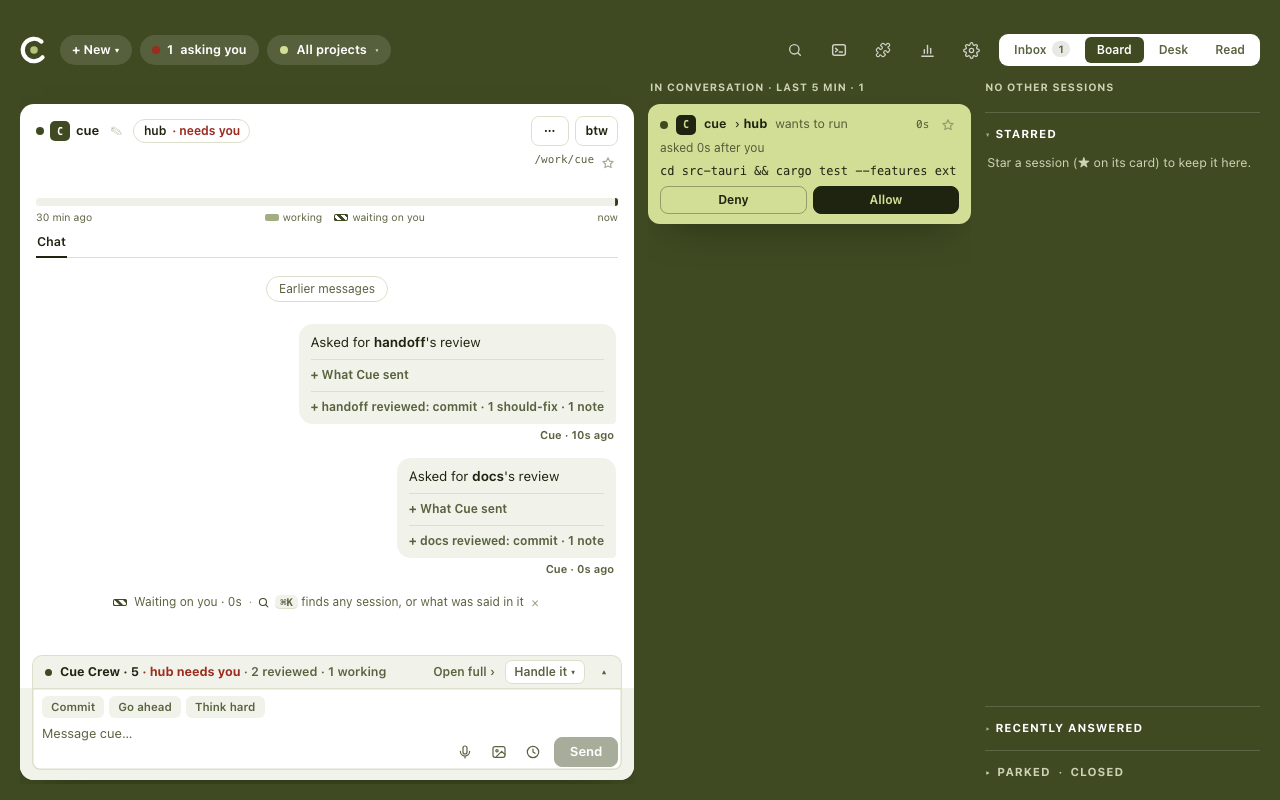 + New ▾
1 asking you
All projects
Inbox 1
Board
Desk
Read
C cue
hub · needs you
···
btw
/work/cue
30 min ago
working
waiting on you
now
Chat
Earlier messages
Asked for handoff's review
+ What Cue sent
+ handoff reviewed: commit · 1 should-fix · 1 note
Cue · 10s ago
Asked for docs's review
+ What Cue sent
+ docs reviewed: commit · 1 note
Cue · 0s ago
Waiting on you · 0s · ⌘K finds any session, or what was said in it ×
Cue Crew · 5 · hub needs you · 2 reviewed · 1 working
Open full ›
Handle it ▾
Commit
Go ahead
Think hard
Message cue...
Send
IN CONVERSATION · LAST 5 MIN · 1
C cue › hub wants to run 0s
asked 0s after you
cd src-tauri && cargo test --features ext
Deny
Allow
NO OTHER SESSIONS
STARRED
Star a session (★ on its card) to keep it here.
RECENTLY ANSWERED
PARKED · CLOSED